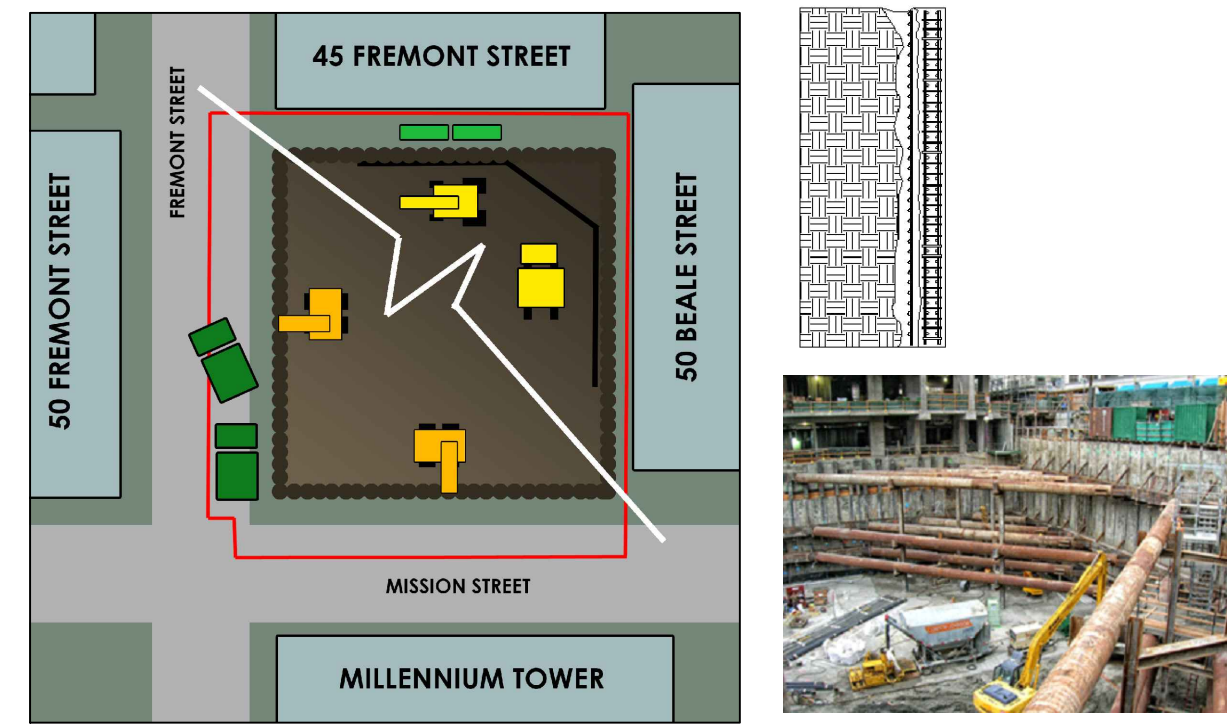 45 FREMONT STREET
FREMONT STREET
50 FREMONT STREET
50 BEALE STREET
MISSION STREET
MILLENNIUM TOWER